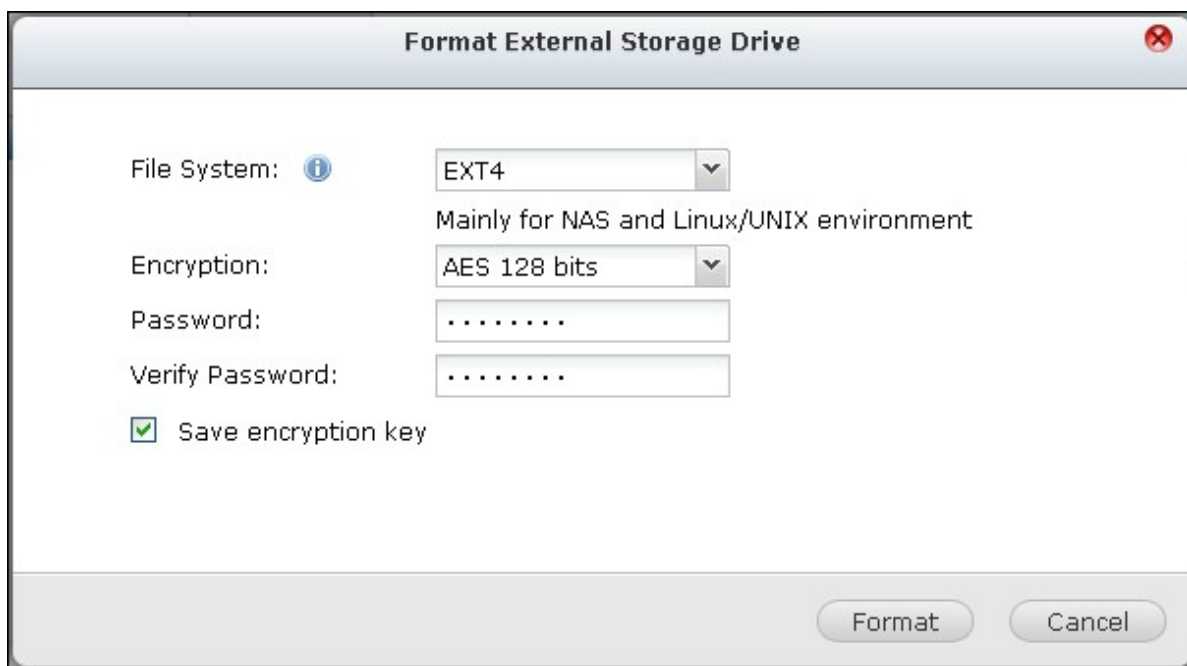 Format External Storage Drive
File System:
EXT4
Mainly for NAS and Linux/UNIX environment
Encryption:
AES 128 bits
Password:
........
Verify Password:
........
Save encryption key
Format
Cancel